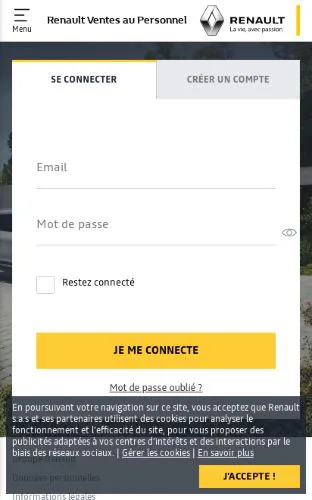 Menu
Renault Ventes au Personnel
RENAULT
La vie, avec passion
SE CONNECTER
CRÉER UN COMPTE
Email
Mot de passe
Restez connecté
JE ME CONNECTE
Mot de passe oublié ?
En poursuivant votre navigation sur ce site, vous acceptez que Renault
s.a.s et ses partenaires utilisent des cookies pour analyser le
fonctionnement et l'efficacité du site, pour vous proposer des
publicités adaptées à vos centres d'intérêts et des interactions par le
biais des réseaux sociaux. | Gérer les cookies | En savoir plus
J'ACCEPTE !
Données personnelles
Informations légales